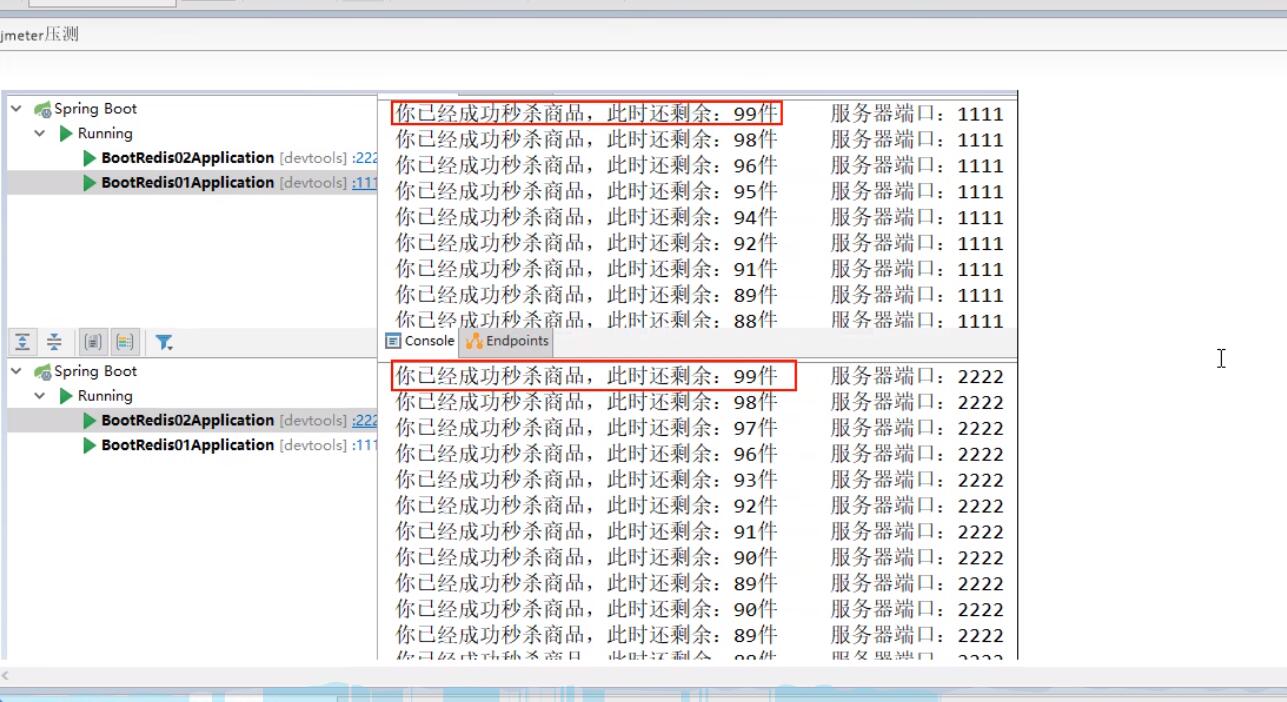 jmeter压测
Spring Boot
Running
BootRedis02Application [devtools] :222
BootRedis01Application [devtools] :111
你已经成功秒杀商品，此时还剩余：99件 服务器端口：1111
你已经成功秒杀商品，此时还剩余：98件 服务器端口：1111
你已经成功秒杀商品，此时还剩余：96件 服务器端口：1111
你已经成功秒杀商品，此时还剩余：95件 服务器端口：1111
你已经成功秒杀商品，此时还剩余：94件 服务器端口：1111
你已经成功秒杀商品，此时还剩余：92件 服务器端口：1111
你已经成功秒杀商品，此时还剩余：91件 服务器端口：1111
你已经成功秒杀商品，此时还剩余：89件 服务器端口：1111
你已经成功秒杀商品，此时还剩余：88件 服务器端口：1111
Console Endpoints
Spring Boot
Running
BootRedis02Application [devtools] :222
BootRedis01Application [devtools] :111
你已经成功秒杀商品，此时还剩余：99件 服务器端口：2222
你已经成功秒杀商品，此时还剩余：98件 服务器端口：2222
你已经成功秒杀商品，此时还剩余：97件 服务器端口：2222
你已经成功秒杀商品，此时还剩余：96件 服务器端口：2222
你已经成功秒杀商品，此时还剩余：93件 服务器端口：2222
你已经成功秒杀商品，此时还剩余：92件 服务器端口：2222
你已经成功秒杀商品，此时还剩余：91件 服务器端口：2222
你已经成功秒杀商品，此时还剩余：90件 服务器端口：2222
你已经成功秒杀商品，此时还剩余：89件 服务器端口：2222
你已经成功秒杀商品，此时还剩余：90件 服务器端口：2222
你已经成功秒杀商品，此时还剩余：89件 服务器端口：2222